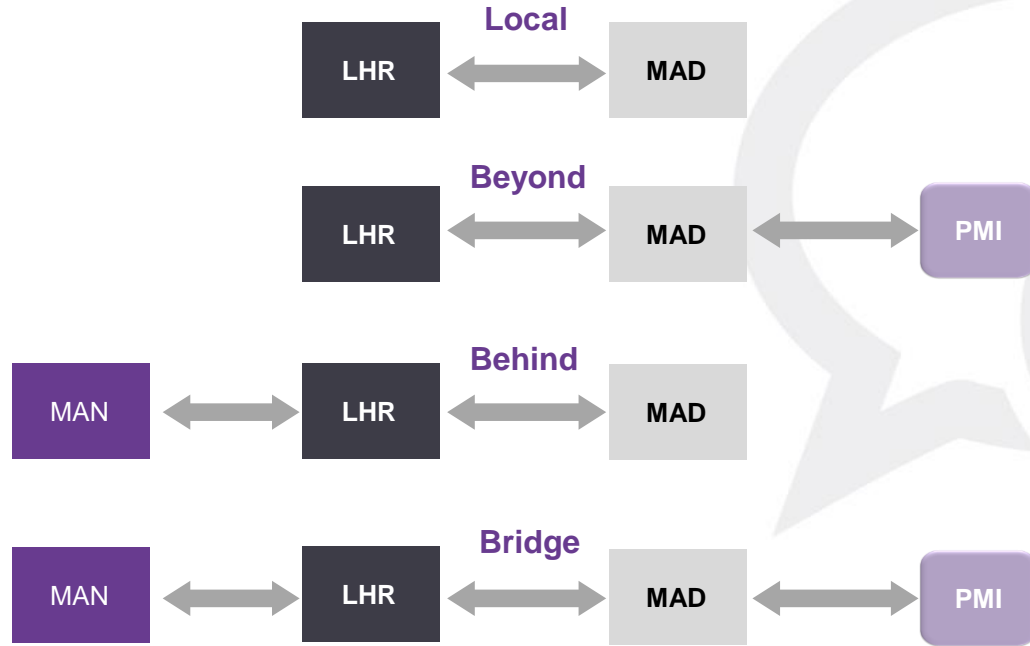 Local
LHR MAD
Beyond
LHR MAD PMI
Behind
MAN LHR MAD
Bridge
MAN LHR MAD PMI